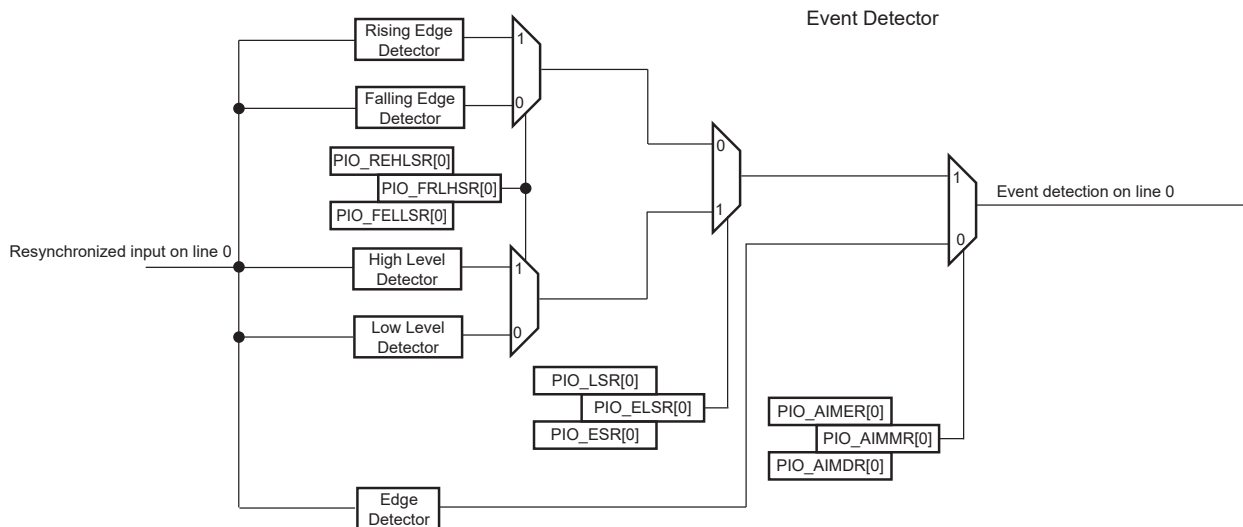 Event Detector
Rising Edge
Detector
1
Falling Edge
Detector
0
0
PIO_REHLSR[0]
PIO_FRLHSR[0]
PIO_FELLSR[0]
1
1
Event detection on line 0
0
Resynchronized input on line 0
High Level
Detector
1
Low Level
Detector
0
PIO_LSR[0]
PIO_ELSR[0]
PIO_ESR[0]
PIO_AIMER[0]
PIO_AIMMR[0]
PIO_AIMDR[0]
Edge
Detector